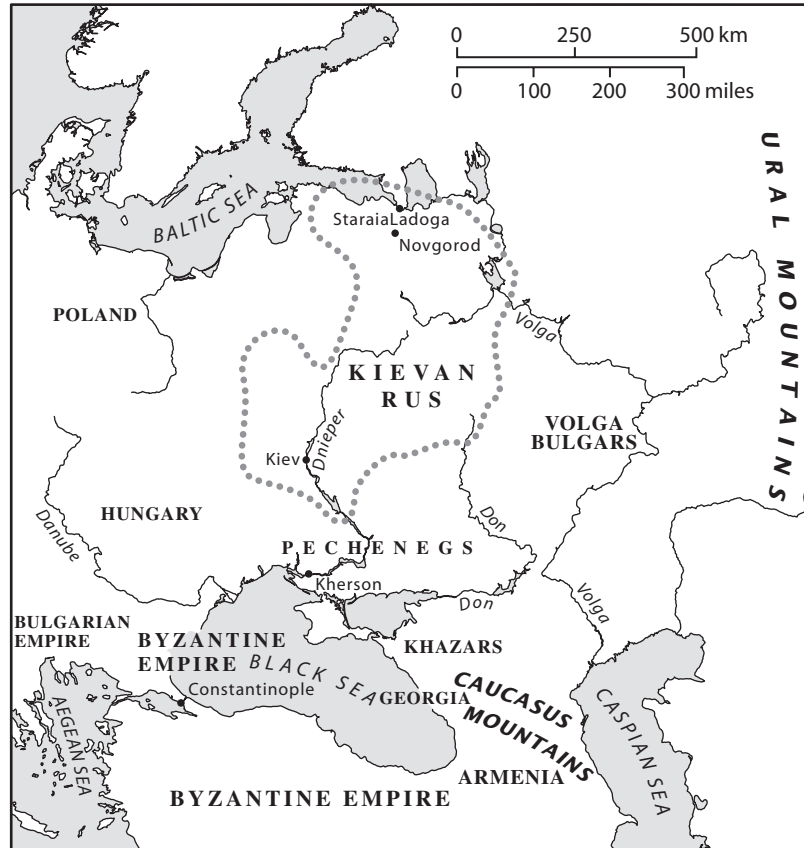 0 250 500 km
0 100 200 300 miles
URAL MOUNTAINS
BALTIC SEA
StaraiaLadoga
Novgorod
POLAND
Volga
KIEVAN
RUS
Dnieper
VOLGA
BULGARS
Kiev
HUNGARY
Danube
Don
PECHENEGS
Kherson
Don
Volga
BULGARIAN
EMPIRE
BYZANTINE
EMPIRE
BLACK SEA
KHAZARS
Constantinople
GEORGIA
CAUCASUS
MOUNTAINS
AEGEAN SEA
CASPIAN SEA
ARMENIA
BYZANTINE EMPIRE